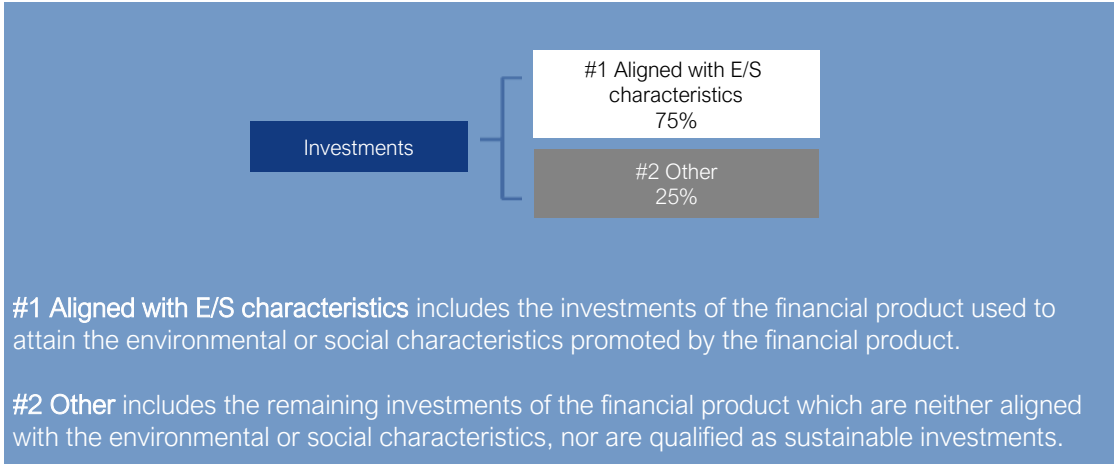 #1 Aligned with E/S
characteristics
75%
Investments
#2 Other
25%
#1 Aligned with E/S characteristics includes the investments of the financial product used to
attain the environmental or social characteristics promoted by the financial product.
#2 Other includes the remaining investments of the financial product which are neither aligned
with the environmental or social characteristics, nor are qualified as sustainable investments.